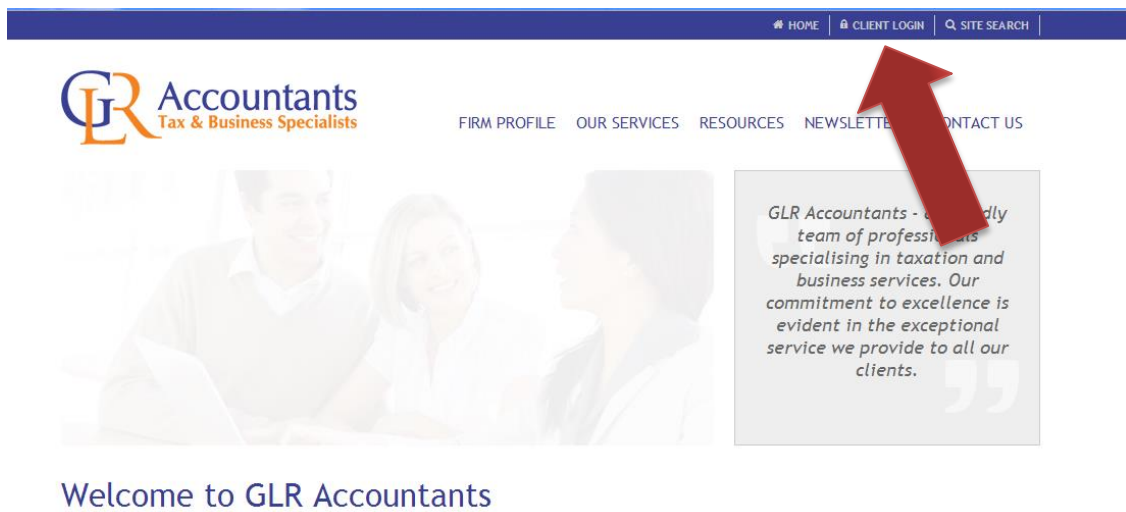 HOME CLIENT LOGIN SITE SEARCH
GLR Accountants
Tax & Business Specialists
FIRM PROFILE OUR SERVICES RESOURCES NEWSLETTE ONTACT US
GLR Accountants - dly
team of professionals
specialising in taxation and
business services. Our
commitment to excellence is
evident in the exceptional
service we provide to all our
clients.
Welcome to GLR Accountants